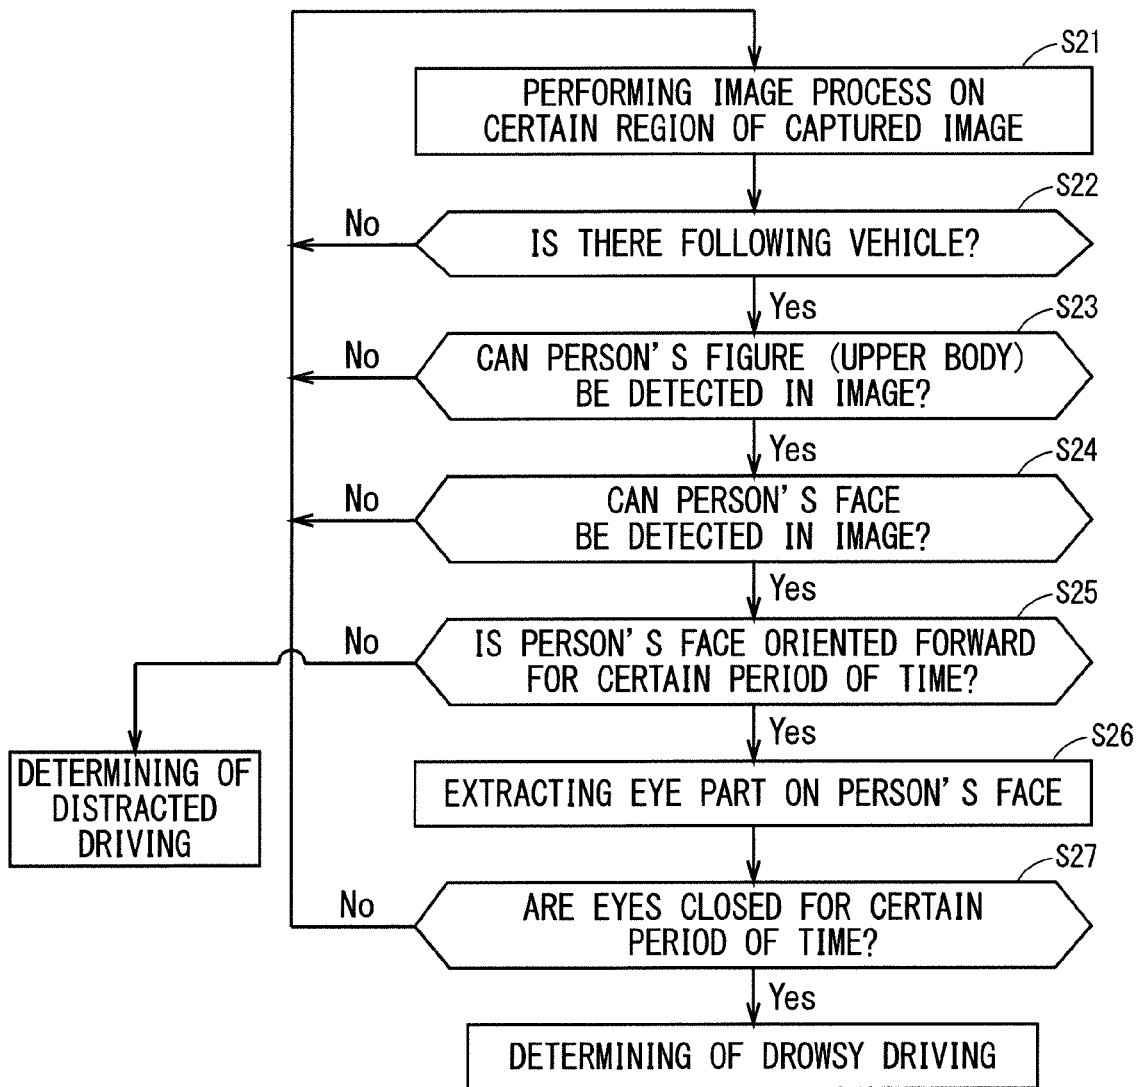 S21
PERFORMING IMAGE PROCESS ON
CERTAIN REGION OF CAPTURED IMAGE
S22
No
IS THERE FOLLOWING VEHICLE?
Yes
S23
No
CAN PERSON'S FIGURE (UPPER BODY)
BE DETECTED IN IMAGE?
Yes
S24
No
CAN PERSON'S FACE
BE DETECTED IN IMAGE?
Yes
S25
No
IS PERSON'S FACE ORIENTED FORWARD
FOR CERTAIN PERIOD OF TIME?
Yes
S26
DETERMINING OF
DISTRACTED
DRIVING
EXTRACTING EYE PART ON PERSON'S FACE
S27
No
ARE EYES CLOSED FOR CERTAIN
PERIOD OF TIME?
Yes
DETERMINING OF DROWSY DRIVING